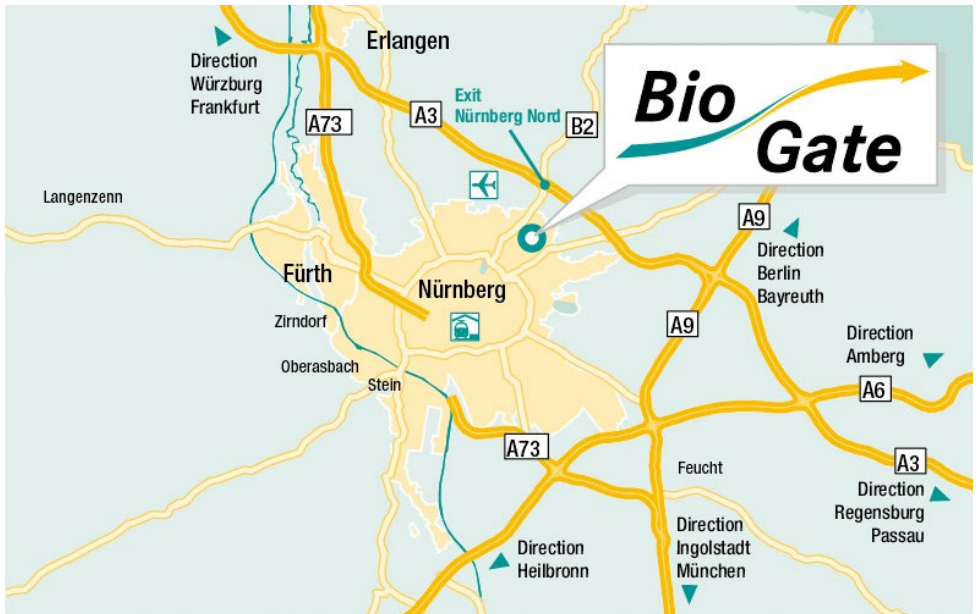 Erlangen
Direction
Würzburg
Frankfurt
A73
A3
Exit
Nürnberg Nord
B2
Bio
Gate
Langenzenn
A9
Direction
Berlin
Bayreuth
Fürth
Nürnberg
Zirndorf
A9
Oberasbach
Stein
Direction
Amberg
A6
A73
Feucht
A3
Direction
Regensburg
Passau
Direction
Heilbronn
Direction
Ingolstadt
München